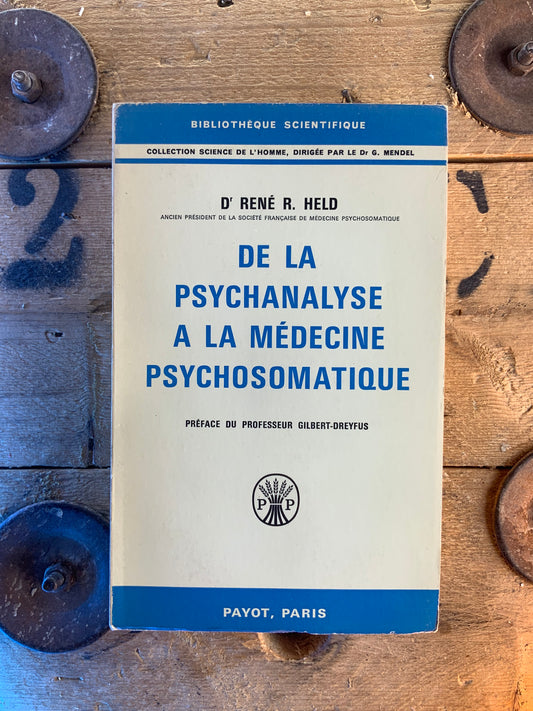 BIBLIOTHÈQUE SCIENTIFIQUE
COLLECTION SCIENCE DE L'HOMME, DIRIGÉE PAR LE Dr G. MENDEL
Dr RENÉ R. HELD
ANCIEN PRÉSIDENT DE LA SOCIÉTÉ FRANÇAISE DE MÉDECINE PSYCHOSOMATIQUE
DE LA
PSYCHANALYSE
A LA MÉDECINE
PSYCHOSOMATIQUE
PRÉFACE DU PROFESSEUR GILBERT-DREYFUS
P P
PAYOT, PARIS
2